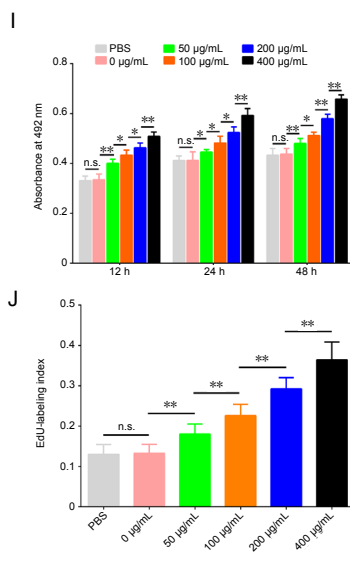 I
PBS 50 µg/mL 200 µg/mL
0 µg/mL 100 µg/mL 400 µg/mL
Absorbance at 492 nm
0.8
0.6
0.4
0.2
0
n.s. ** * * **
n.s. * * * **
n.s. ** * ** **
12 h 24 h 48 h
J
EdU-labeling index
0.5
0.4
0.3
0.2
0.1
0
n.s. ** ** ** **
PBS 0 µg/mL 50 µg/mL 100 µg/mL 200 µg/mL 400 µg/mL